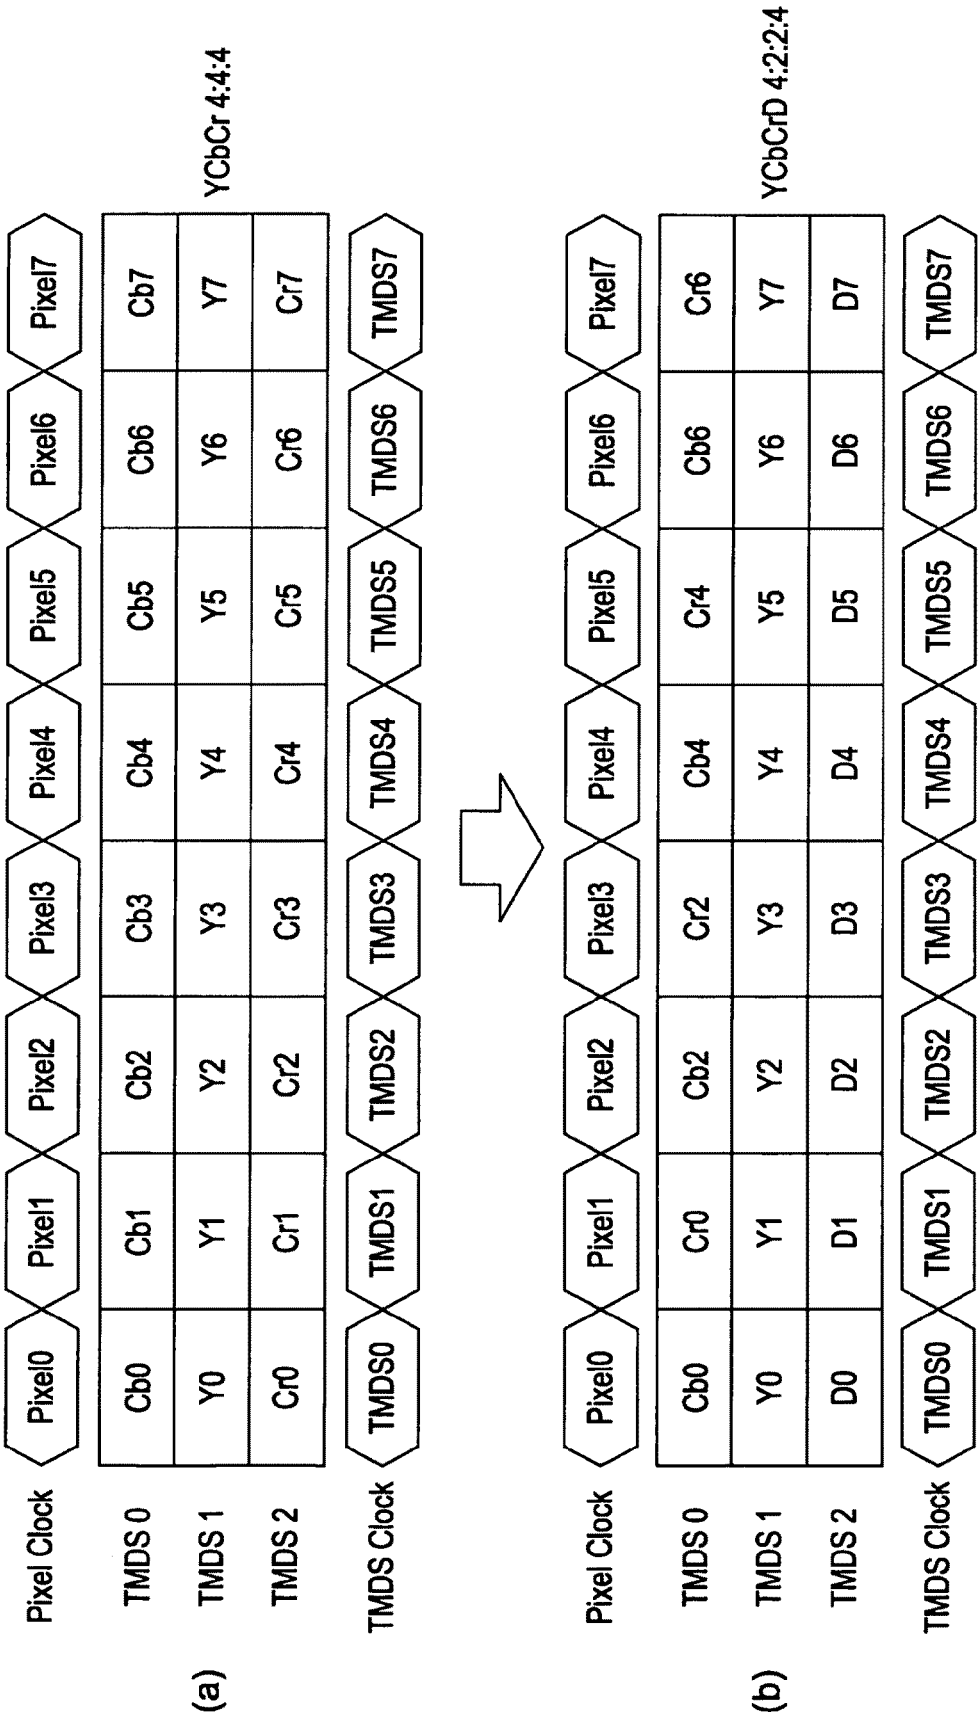 (a)
Pixel Clock Pixel0 Pixel1 Pixel2 Pixel3 Pixel4 Pixel5 Pixel6 Pixel7
TMDS 0 Cb0 Cb1 Cb2 Cb3 Cb4 Cb5 Cb6 Cb7
TMDS 1 Y0 Y1 Y2 Y3 Y4 Y5 Y6 Y7 YCbCr 4:4:4
TMDS 2 Cr0 Cr1 Cr2 Cr3 Cr4 Cr5 Cr6 Cr7
TMDS Clock TMDS0 TMDS1 TMDS2 TMDS3 TMDS4 TMDS5 TMDS6 TMDS7
(b)
Pixel Clock Pixel0 Pixel1 Pixel2 Pixel3 Pixel4 Pixel5 Pixel6 Pixel7
TMDS 0 Cb0 Cr0 Cb2 Cr2 Cb4 Cr4 Cb6 Cr6
TMDS 1 Y0 Y1 Y2 Y3 Y4 Y5 Y6 Y7 YCbCrD 4:2:2:4
TMDS 2 D0 D1 D2 D3 D4 D5 D6 D7
TMDS Clock TMDS0 TMDS1 TMDS2 TMDS3 TMDS4 TMDS5 TMDS6 TMDS7